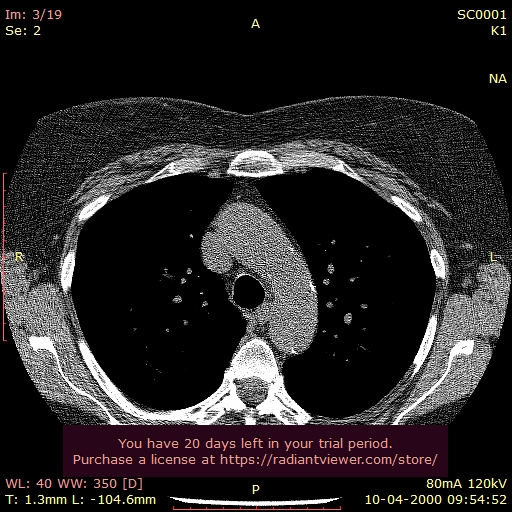 Im: 3/19
Se: 2
A
SC0001
K1
NA
R
L
You have 20 days left in your trial period.
Purchase a license at https://radiantviewer.com/store/
WL: 40 WW: 350 [D]
T: 1.3mm L: -104.6mm
P
80mA 120kV
10-04-2000 09:54:52